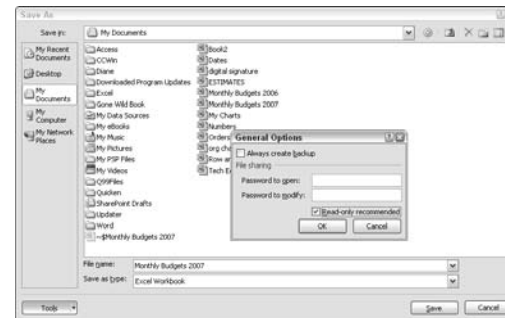 Save As
Save in:
My Documents
My Recent Documents
Desktop
My Documents
My Computer
My Network Places
Access
CCWin
Diane
Downloaded Program Updates
Excel
Gone Wild Book
My Data Sources
My eBooks
My Music
My Pictures
My PSP Files
My Videos
Q99Files
Quicken
SharePoint Drafts
Updater
Word
~$Monthly Budgets 2007
Book2
Dates
digital signature
ESTIMATES
Monthly Budgets 2006
Monthly Budgets 2007
My Charts
Numbers
Orders
org cha
Row ar
Tech E
General Options
Always create backup
File sharing
Password to open:
Password to modify:
Read-only recommended
OK
Cancel
File name:
Monthly Budgets 2007
Save as type:
Excel Workbook
Tools
Save
Cancel